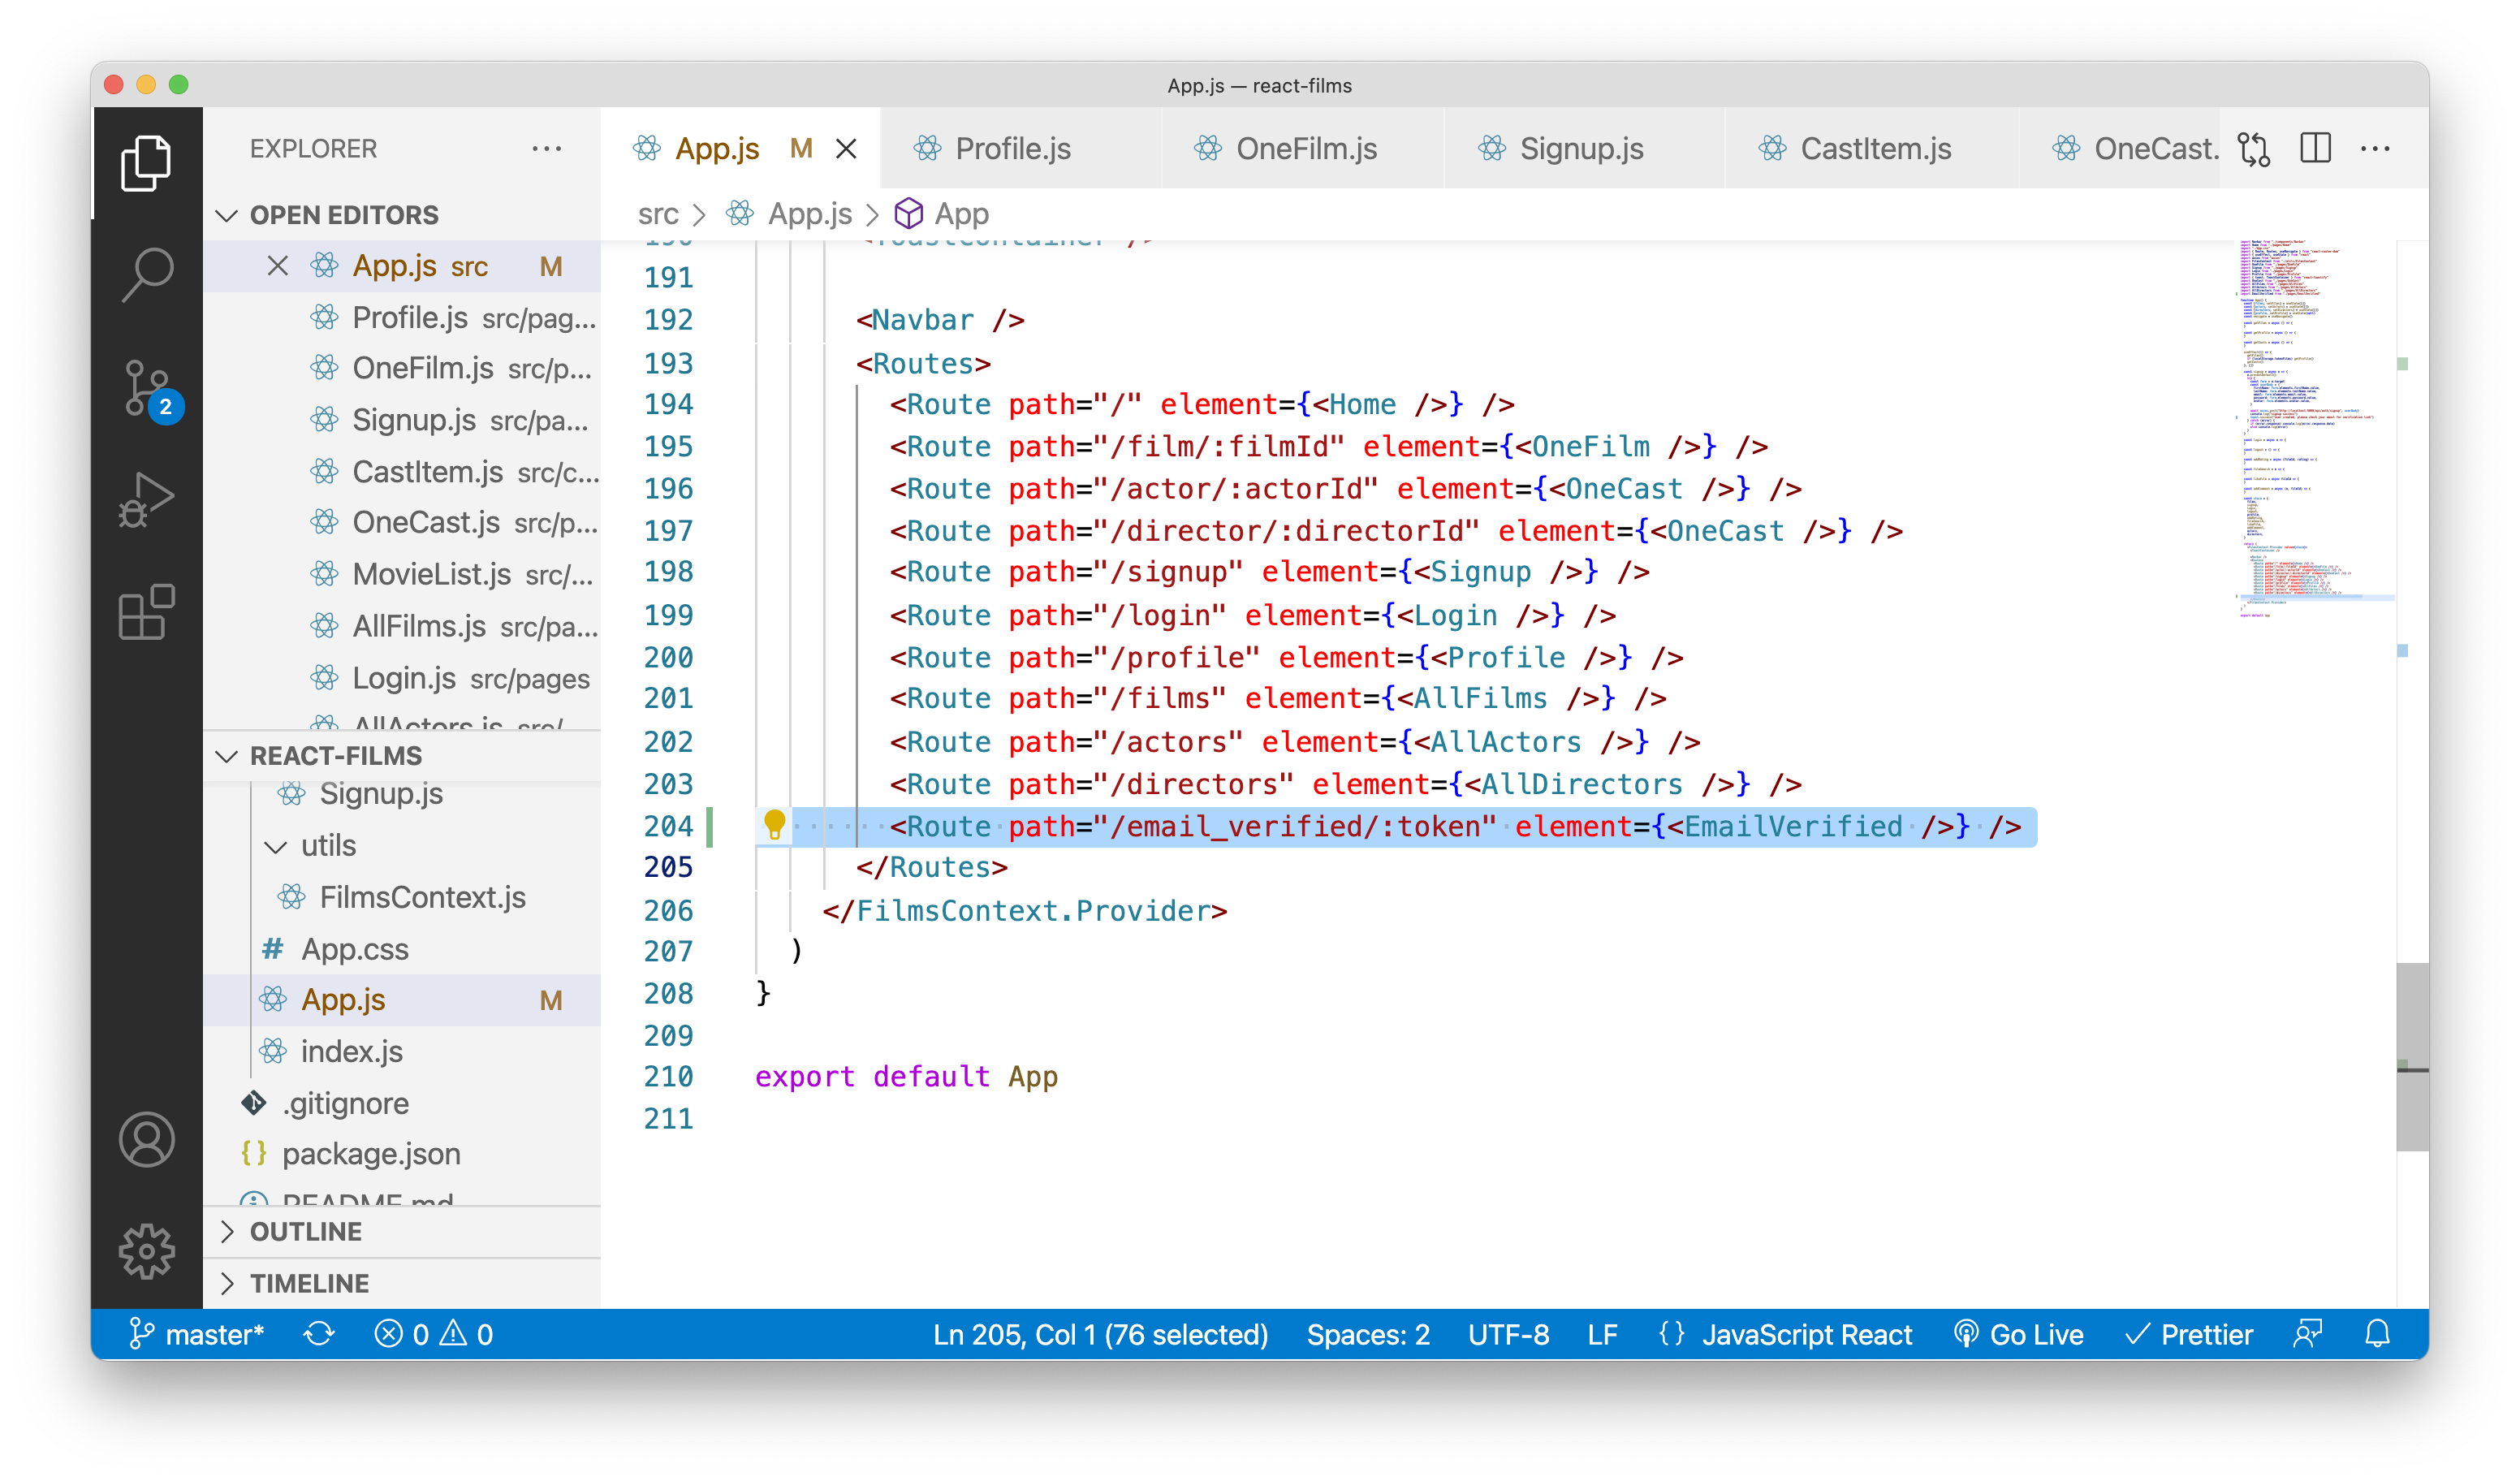 App.js — react-films
EXPLORER
App.js M
Profile.js
OneFilm.js
Signup.js
CastItem.js
OneCast.
OPEN EDITORS
App.js src M
Profile.js src/pag...
OneFilm.js src/p...
Signup.js src/pa...
CastItem.js src/c...
OneCast.js src/p...
MovieList.js src/...
AllFilms.js src/pa...
Login.js src/pages
AllActors.js src/
REACT-FILMS
Signup.js
utils
FilmsContext.js
# App.css
App.js M
index.js
.gitignore
{} package.json
README.md
OUTLINE
TIMELINE
2
src > App.js > App
190 <ToastContainer />
191
192 <Navbar />
193 <Routes>
194 <Route path="/" element={<Home />} />
195 <Route path="/film/:filmId" element={<OneFilm />} />
196 <Route path="/actor/:actorId" element={<OneCast />} />
197 <Route path="/director/:directorId" element={<OneCast />} />
198 <Route path="/signup" element={<Signup />} />
199 <Route path="/login" element={<Login />} />
200 <Route path="/profile" element={<Profile />} />
201 <Route path="/films" element={<AllFilms />} />
202 <Route path="/actors" element={<AllActors />} />
203 <Route path="/directors" element={<AllDirectors />} />
204 <Route path="/email_verified/:token" element={<EmailVerified />} />
205 </Routes>
206 </FilmsContext.Provider>
207 )
208 }
209
210 export default App
211
master* 0 0 Ln 205, Col 1 (76 selected) Spaces: 2 UTF-8 LF {} JavaScript React Go Live Prettier